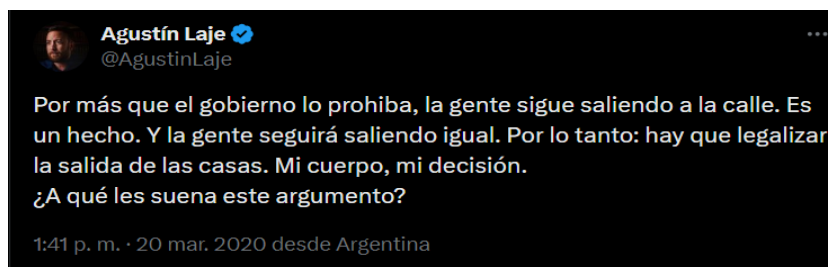 Agustín Laje
@AgustinLaje
Por más que el gobierno lo prohiba, la gente sigue saliendo a la calle. Es
un hecho. Y la gente seguirá saliendo igual. Por lo tanto: hay que legalizar
la salida de las casas. Mi cuerpo, mi decisión.
¿A qué les suena este argumento?
1:41 p. m. · 20 mar. 2020 desde Argentina